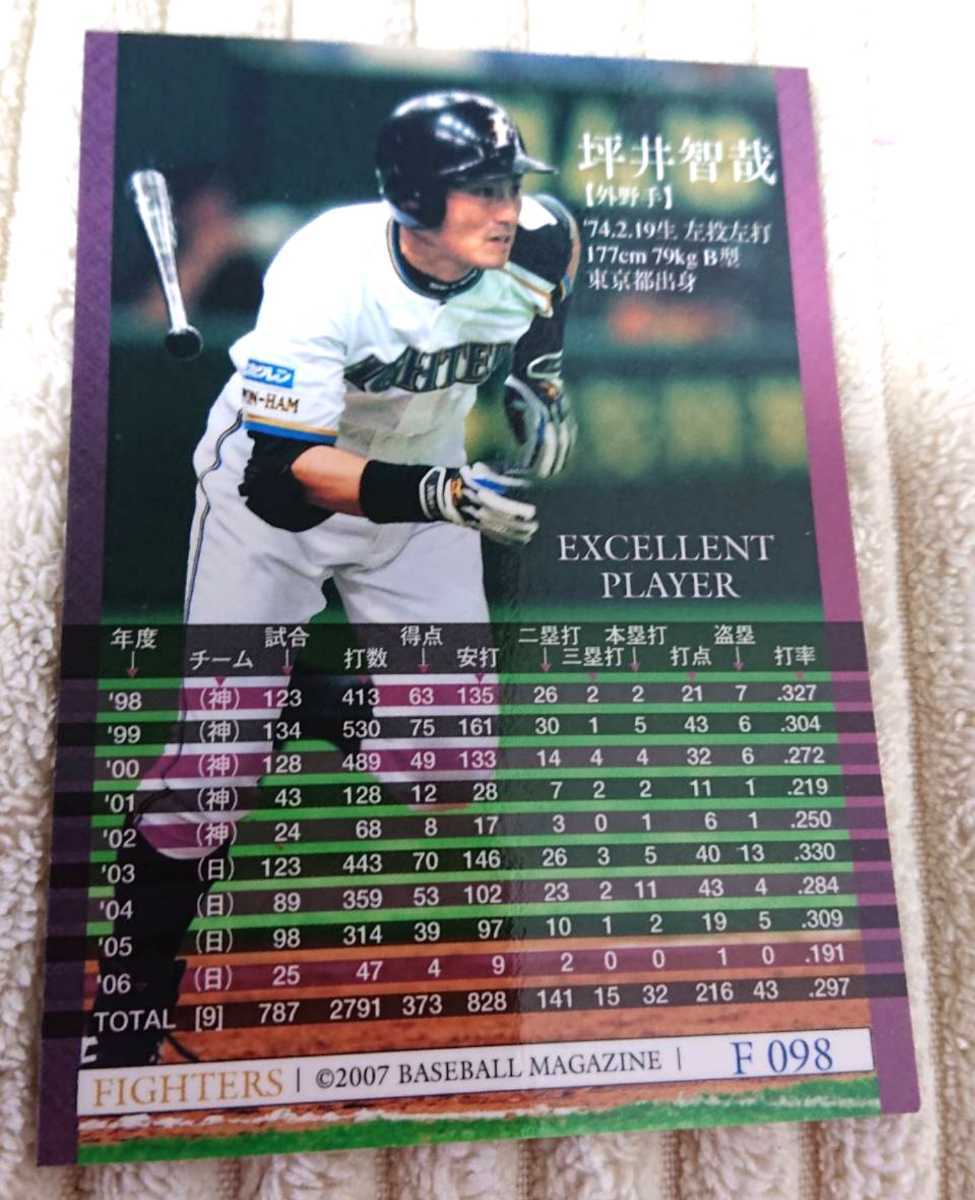 坪井智哉
【外野手】
'74.2.19生 左投左打
177cm 79kg B型
東京都出身
EXCELLENT
PLAYER
年度 チーム 試合 打数 得点 安打 二塁打 三塁打 本塁打 打点 盗塁 打率
'98 (神) 123 413 63 135 26 2 2 21 7 .327
'99 (神) 134 530 75 161 30 1 5 43 6 .304
'00 (神) 128 489 49 133 14 4 4 32 6 .272
'01 (神) 43 128 12 28 7 2 2 11 1 .219
'02 (神) 24 68 8 17 3 0 1 6 1 .250
'03 (日) 123 443 70 146 26 3 5 40 13 .330
'04 (日) 89 359 53 102 23 2 11 43 4 .284
'05 (日) 98 314 39 97 10 1 2 19 5 .309
'06 (日) 25 47 4 9 2 0 0 1 0 .191
TOTAL [9] 787 2791 373 828 141 15 32 216 43 .297
FIGHTERS | ©2007 BASEBALL MAGAZINE | F 098